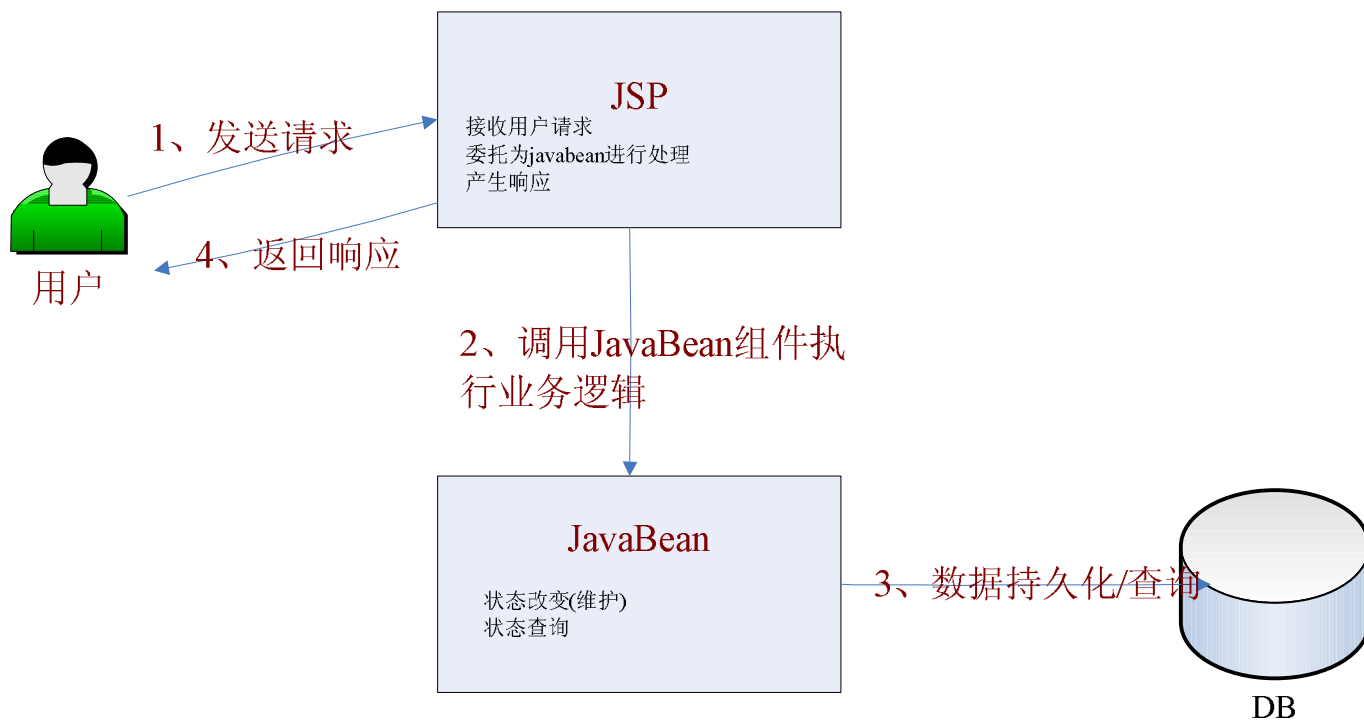 JSP
接收用户请求
委托为javabean进行处理
产生响应
1、发送请求
4、返回响应
用户
2、调用JavaBean组件执
行业务逻辑
JavaBean
状态改变(维护)
状态查询
3、数据持久化/查询
DB